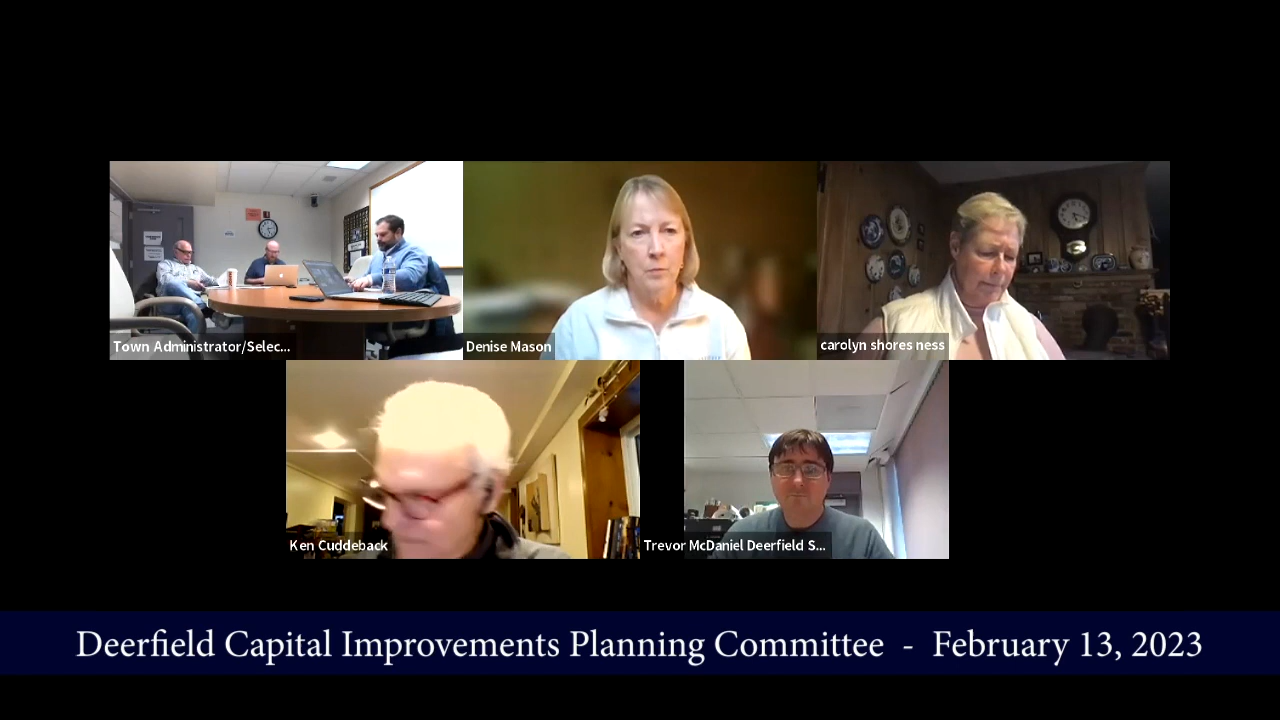 Town Administrator/Selec...
Denise Mason
carolyn shores ness
Ken Cuddeback
Trevor McDaniel Deerfield S...
Deerfield Capital Improvements Planning Committee - February 13, 2023